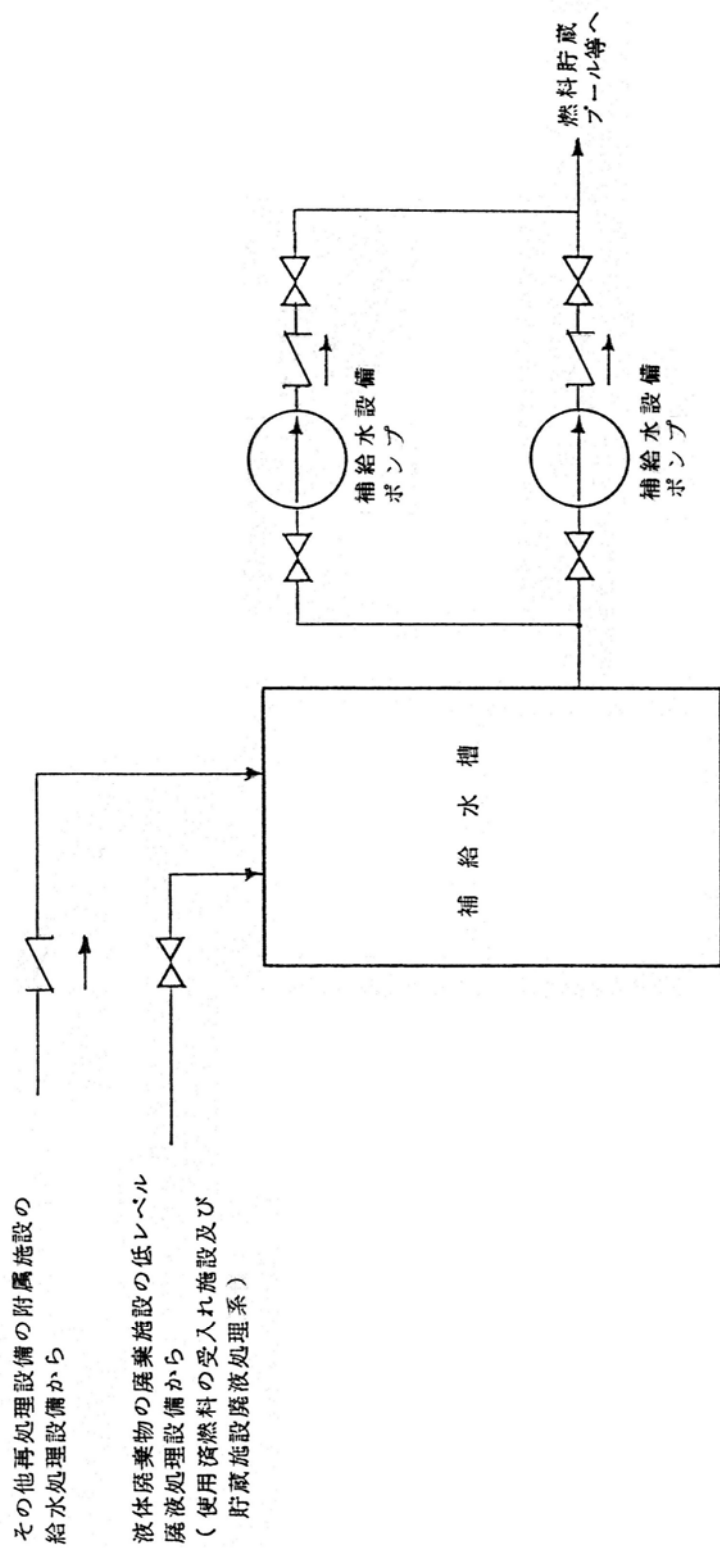 その他再処理設備の附属施設の
給水処理設備から
液体廃棄物の廃棄施設の低レベル
廃液処理設備から
(使用済燃料の受入れ施設及び
貯蔵施設廃液処理系)
補給水槽
補給水設備
ポンプ
補給水設備
ポンプ
燃料貯蔵
プール等へ